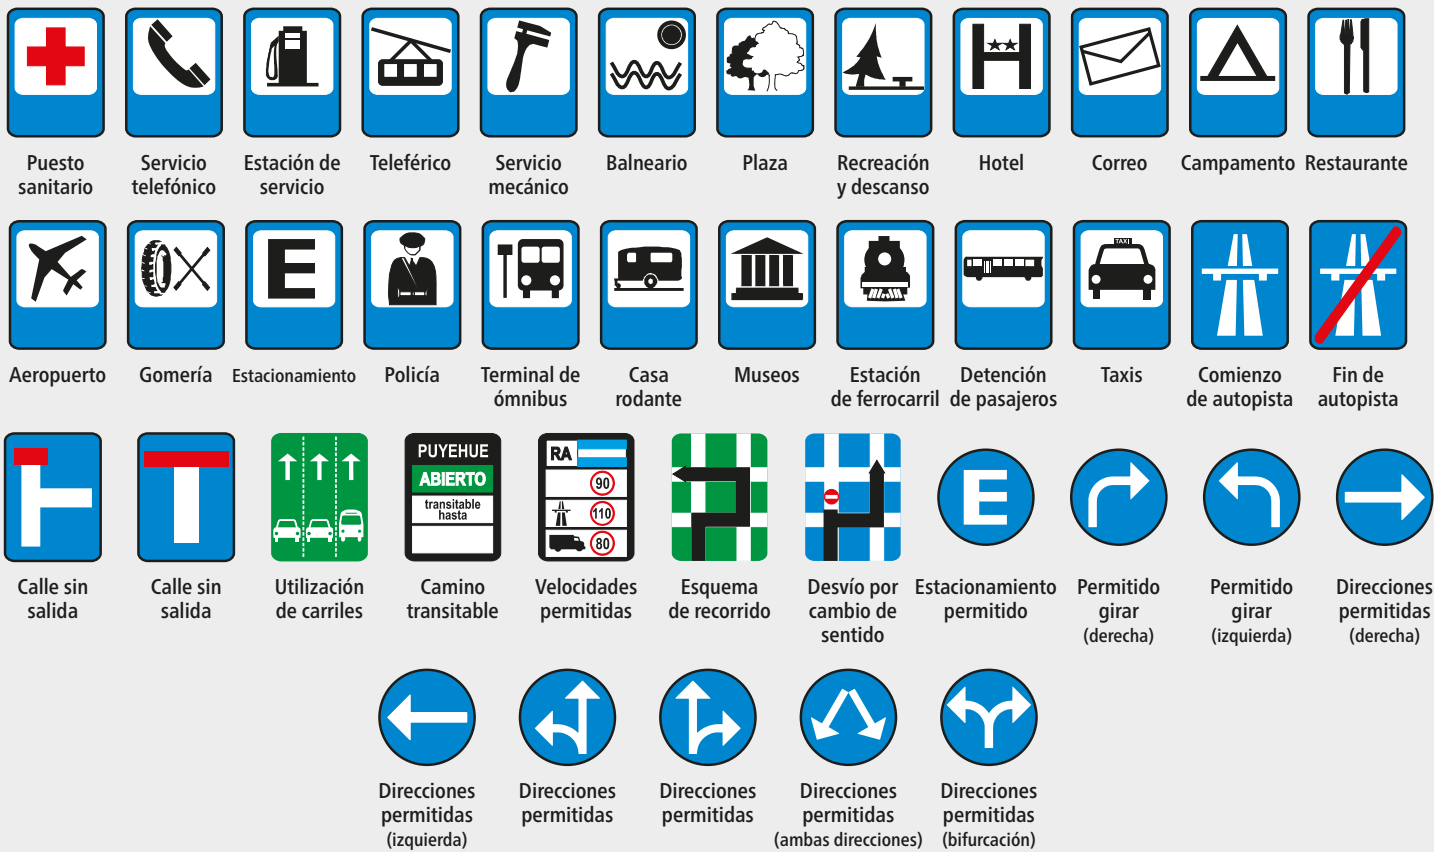 Puesto
sanitario
Servicio
telefónico
Estación de
servicio
Teleférico
Servicio
mecánico
Balneario
Plaza
Recreación
y descanso
H
Hotel
Correo
Campamento
Restaurante
Aeropuerto
Gomería
E
Estacionamiento
Policía
Terminal de
ómnibus
Casa
rodante
Museos
Estación
de ferrocarril
Detención
de pasajeros
TAXI
Taxis
Comienzo
de autopista
Fin de
autopista
Calle sin
salida
Calle sin
salida
Utilización
de carriles
PUYEHUE
ABIERTO
transitable
hasta
Camino
transitable
RA
90
110
80
Velocidades
permitidas
Esquema
de recorrido
Desvío por
cambio de
sentido
E
Estacionamiento
permitido
Permitido
girar
(derecha)
Permitido
girar
(izquierda)
Direcciones
permitidas
(derecha)
Direcciones
permitidas
(izquierda)
Direcciones
permitidas
Direcciones
permitidas
Direcciones
permitidas
(ambas direcciones)
Direcciones
permitidas
(bifurcación)